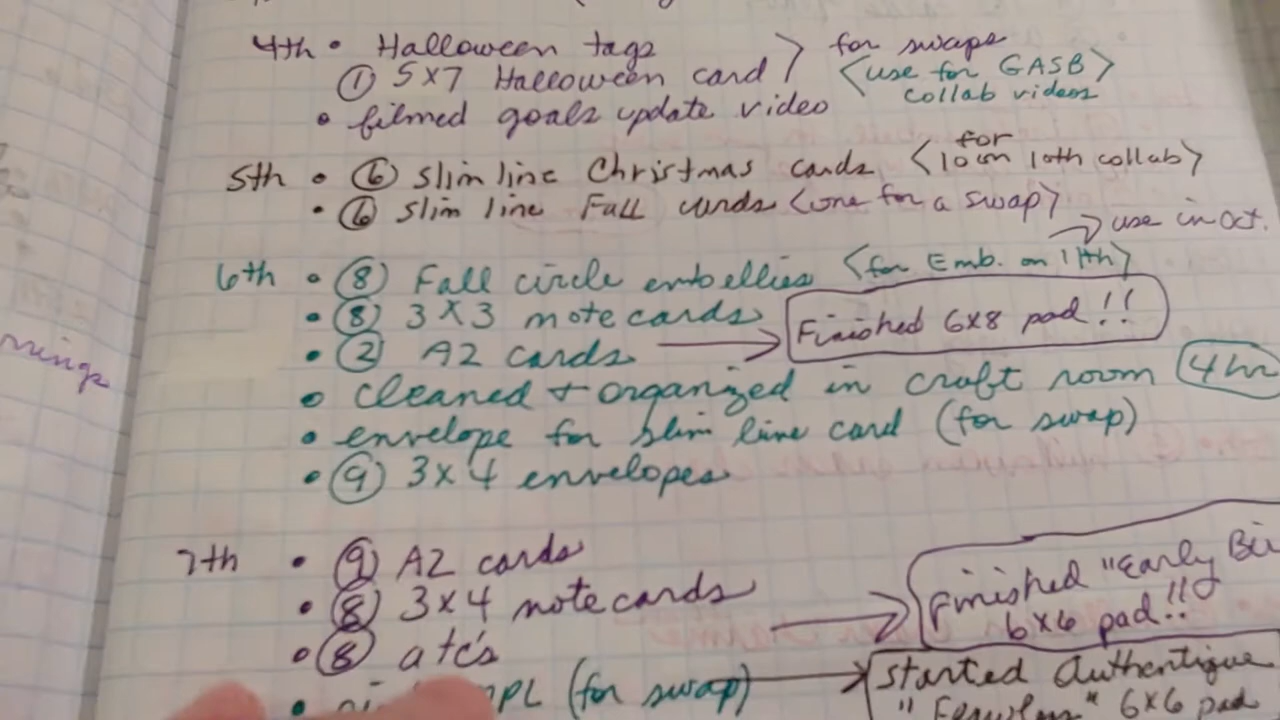 4th • Halloween tags > for swaps
① 5x7 Halloween card <use for GASB>
collab videos
• filmed goals update video
for
5th • ⑥ slim line Christmas cards <10 on 10th collab>
• ⑥ slim line Fall cards <one for a swap>
→ use in Oct.
6th • ⑧ Fall circle embellies <for Emb. on 11th>
• ⑧ 3x3 note cards
Finished 6x8 pad!!
• ② A2 cards →
• cleaned + organized in craft room 4 hr
• envelope for slim line card (for swap)
• ⑨ 3x4 envelopes
7th • ⑨ A2 cards
Finished "Early
• ⑧ 3x4 note cards
6x6 pad!!
• ⑧ atc's
started Authentique
• PL (for swap)
" 6x6 pad